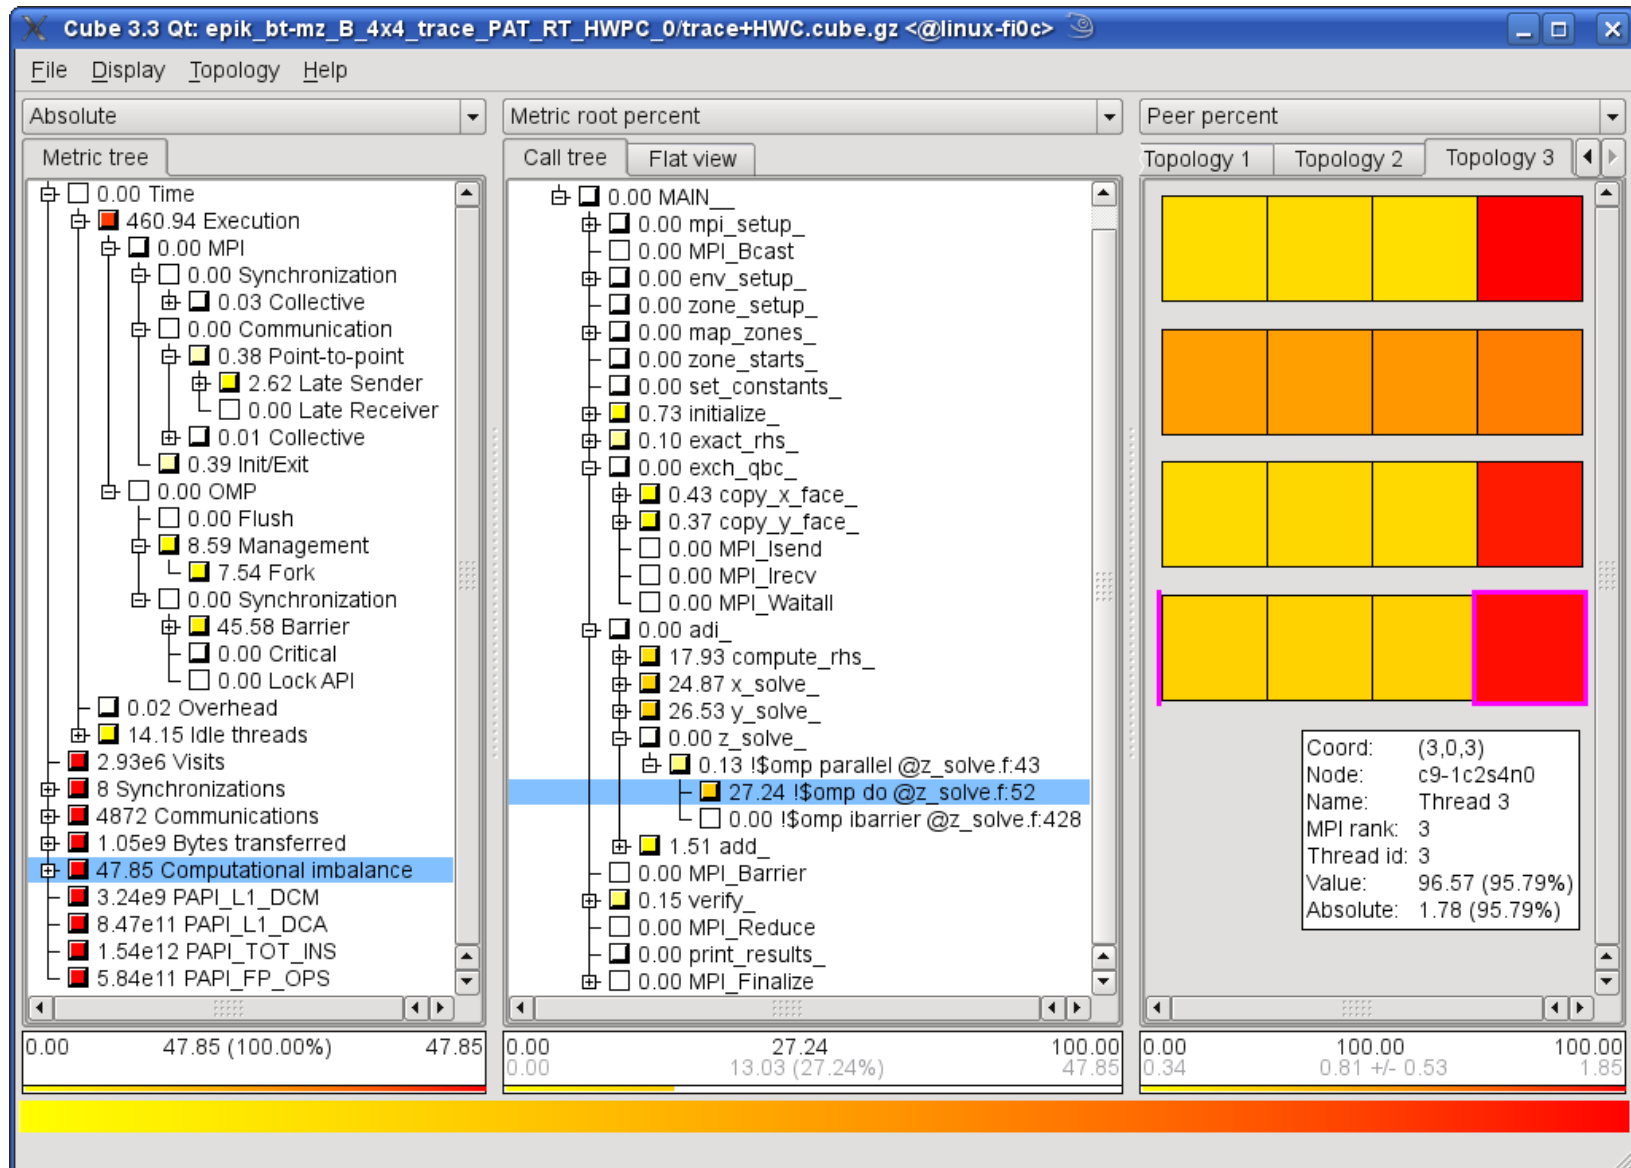 Cube 3.3 Qt: epik_bt-mz_B_4x4_trace_PAT_RT_HWPC_0/trace+HWC.cube.gz <@linux-fi0c>
File Display Topology Help
Absolute
Metric tree
0.00 Time
460.94 Execution
0.00 MPI
0.00 Synchronization
0.03 Collective
0.00 Communication
0.38 Point-to-point
2.62 Late Sender
0.00 Late Receiver
0.01 Collective
0.39 Init/Exit
0.00 OMP
0.00 Flush
8.59 Management
7.54 Fork
0.00 Synchronization
45.58 Barrier
0.00 Critical
0.00 Lock API
0.02 Overhead
14.15 Idle threads
2.93e6 Visits
8 Synchronizations
4872 Communications
1.05e9 Bytes transferred
47.85 Computational imbalance
3.24e9 PAPI_L1_DCM
8.47e11 PAPI_L1_DCA
1.54e12 PAPI_TOT_INS
5.84e11 PAPI_FP_OPS
0.00 47.85 (100.00%) 47.85
Metric root percent
Call tree Flat view
0.00 MAIN__
0.00 mpi_setup_
0.00 MPI_Bcast
0.00 env_setup_
0.00 zone_setup_
0.00 map_zones_
0.00 zone_starts_
0.00 set_constants_
0.73 initialize_
0.10 exact_rhs_
0.00 exch_qbc_
0.43 copy_x_face_
0.37 copy_y_face_
0.00 MPI_Isend
0.00 MPI_Irecv
0.00 MPI_Waitall
0.00 adi_
17.93 compute_rhs_
24.87 x_solve_
26.53 y_solve_
0.00 z_solve_
0.13 !$omp parallel @z_solve.f:43
27.24 !$omp do @z_solve.f:52
0.00 !$omp ibarrier @z_solve.f:428
1.51 add_
0.00 MPI_Barrier
0.15 verify_
0.00 MPI_Reduce
0.00 print_results_
0.00 MPI_Finalize
0.00 27.24 100.00
0.00 13.03 (27.24%) 47.85
Peer percent
Topology 1 Topology 2 Topology 3
Coord: (3,0,3)
Node: c9-1c2s4n0
Name: Thread 3
MPI rank: 3
Thread id: 3
Value: 96.57 (95.79%)
Absolute: 1.78 (95.79%)
0.00 100.00 100.00
0.34 0.81 +/- 0.53 1.85